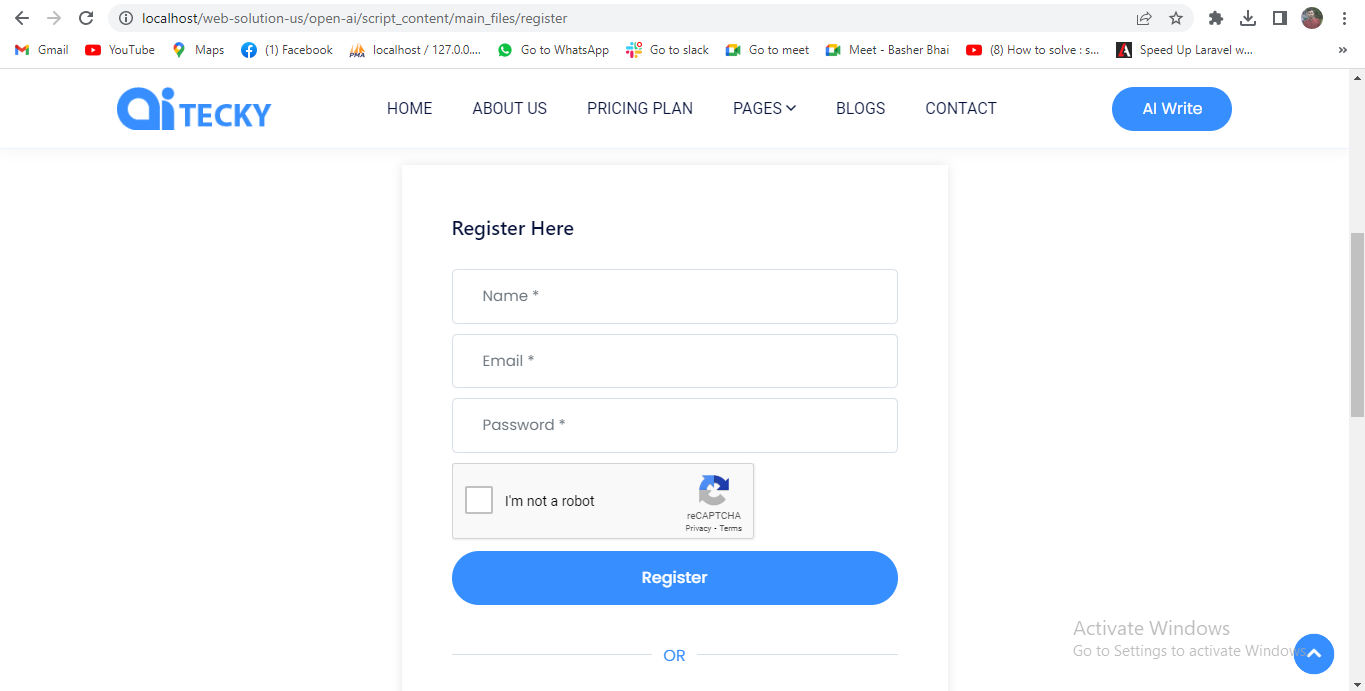 localhost/web-solution-us/open-ai/script_content/main_files/register
Gmail YouTube Maps (1) Facebook localhost / 127.0.0.... Go to WhatsApp Go to slack Go to meet Meet - Basher Bhai (8) How to solve : s... Speed Up Laravel w... »
ai TECKY HOME ABOUT US PRICING PLAN PAGES BLOGS CONTACT AI Write
Register Here
Name *
Email *
Password *
I'm not a robot
reCAPTCHA
Privacy - Terms
Register
OR
Activate Windows
Go to Settings to activate Windows.